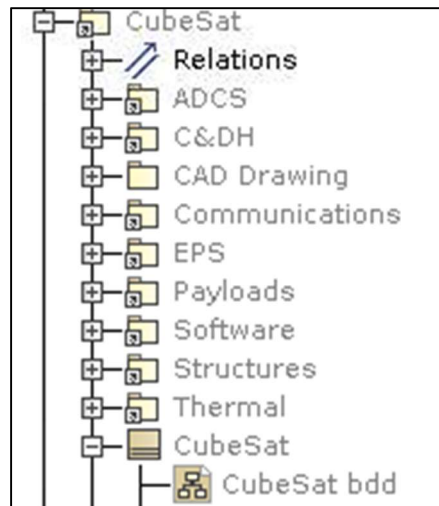 CubeSat
Relations
ADCS
C&DH
CAD Drawing
Communications
EPS
Payloads
Software
Structures
Thermal
CubeSat
CubeSat bdd